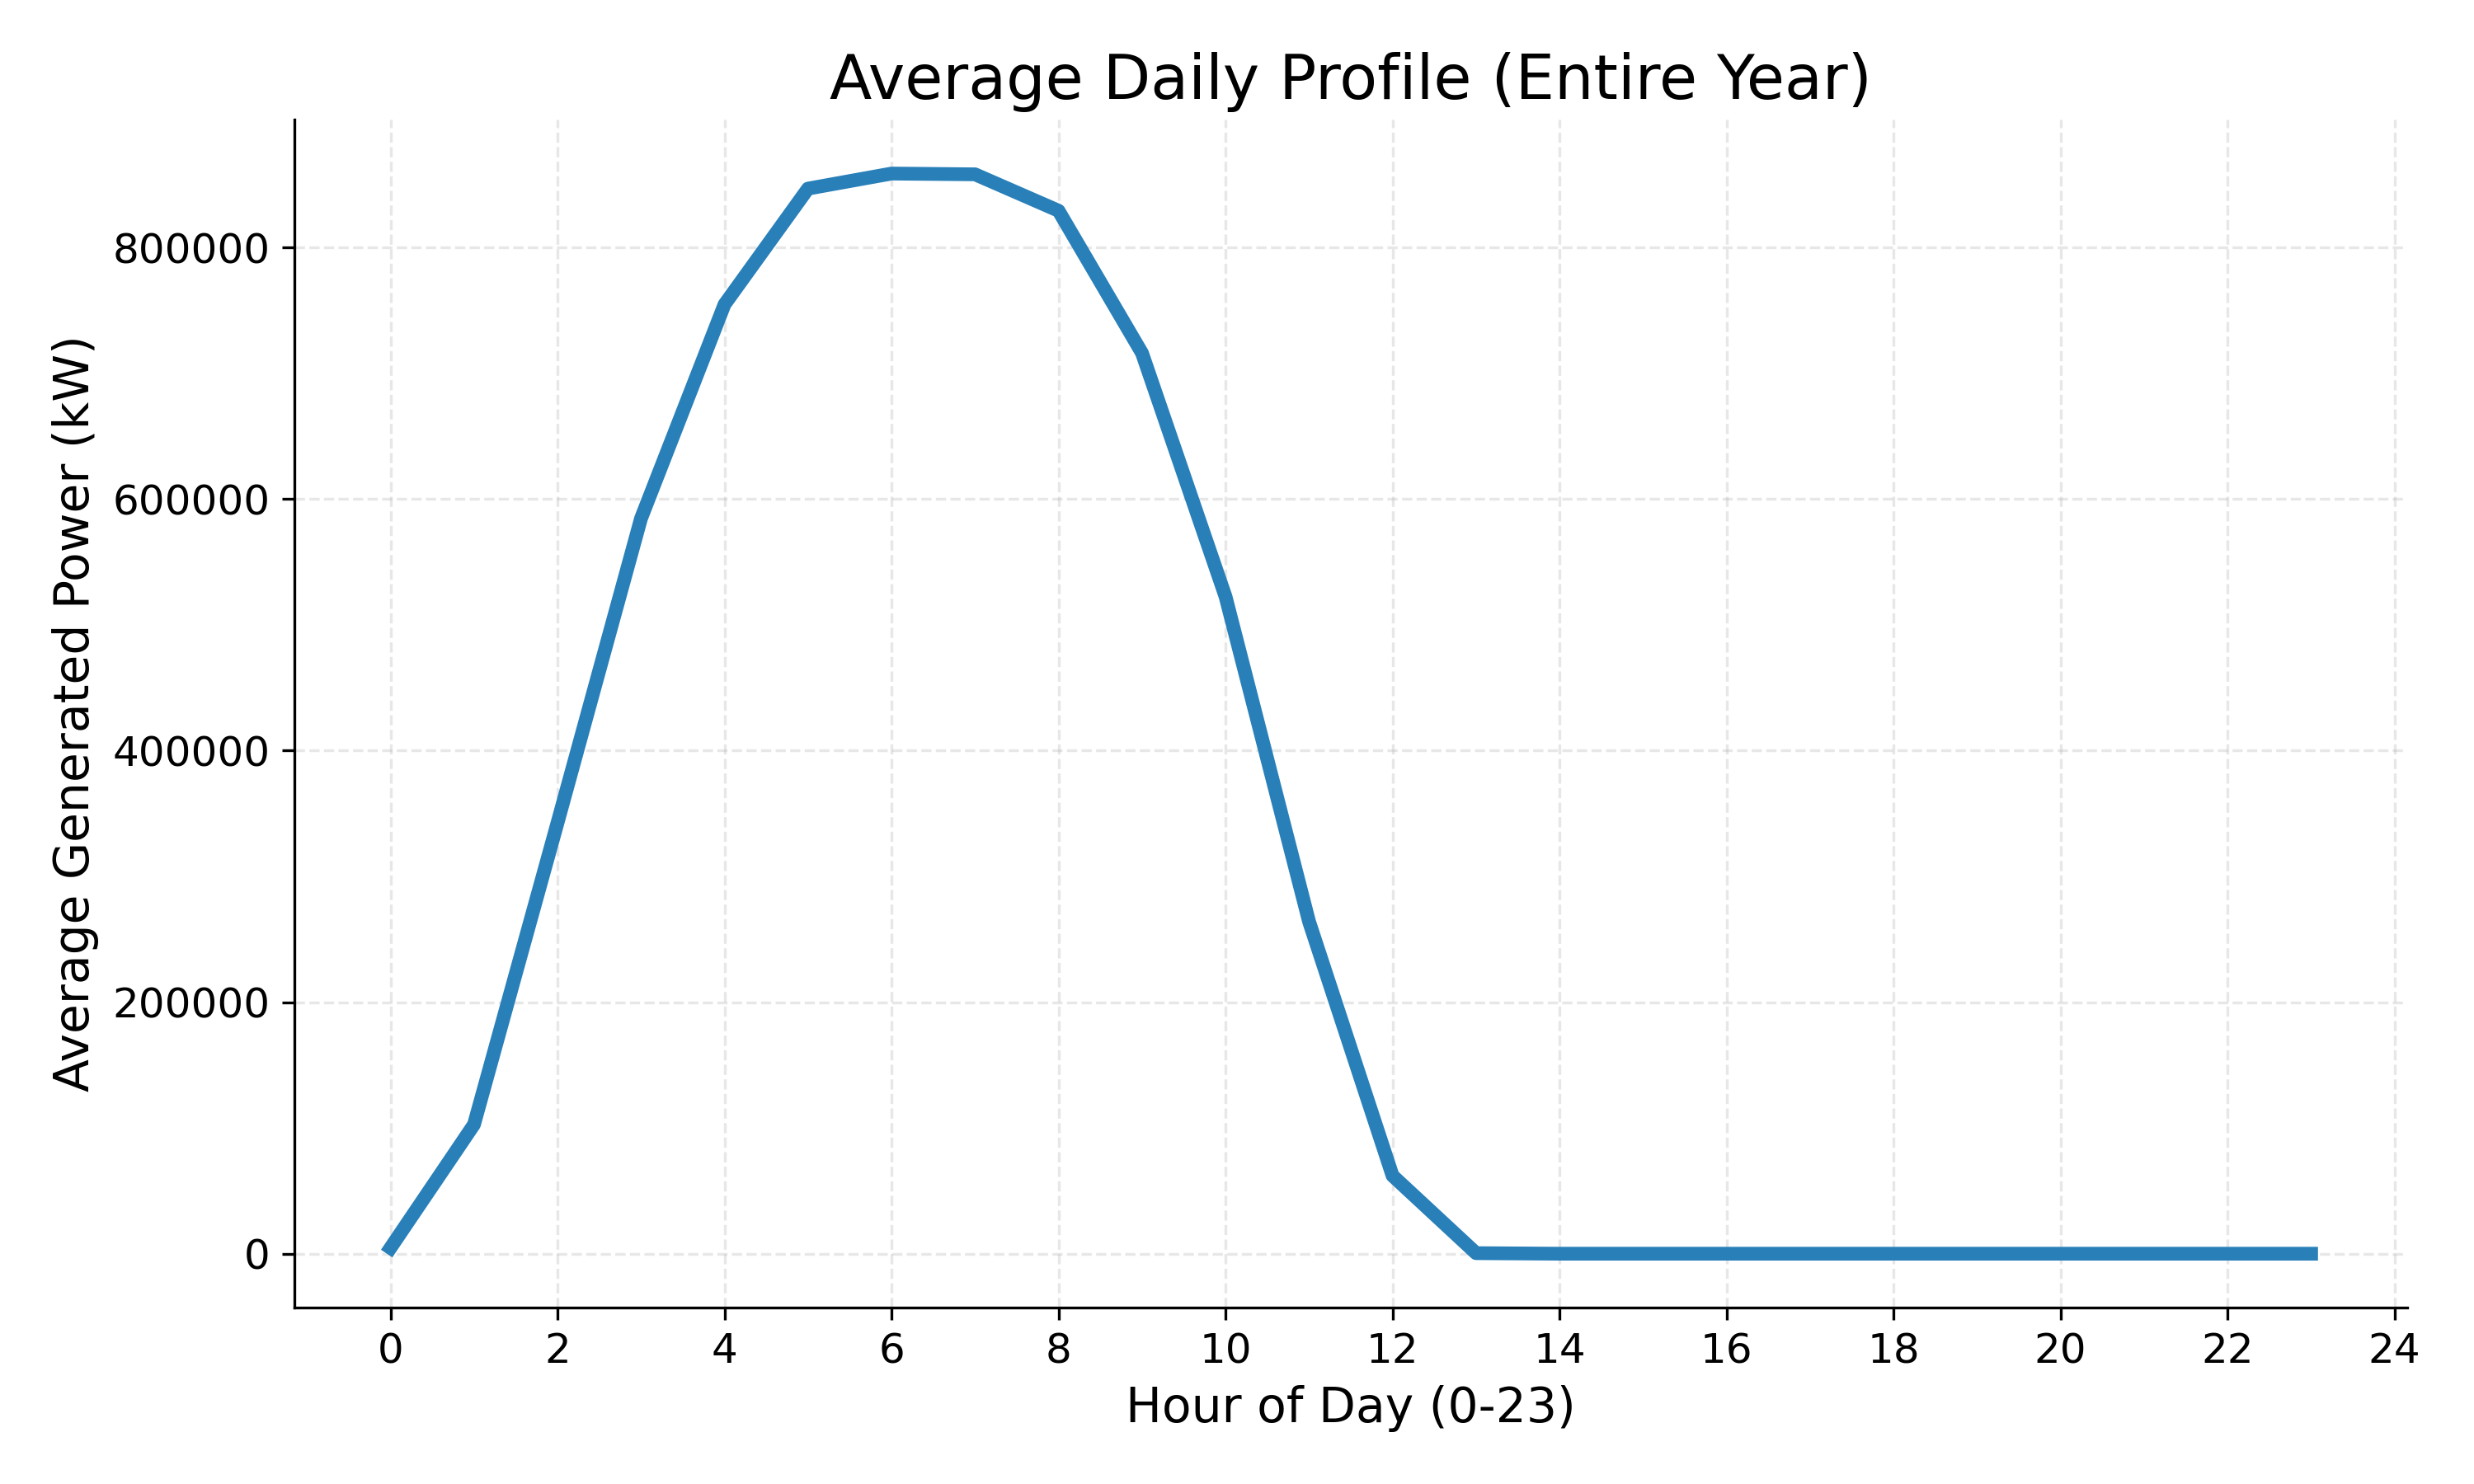 Average Daily Profile (Entire Year)
Average Generated Power (kW)
800000
600000
400000
200000
0
0 2 4 6 8 10 12 14 16 18 20 22 24
Hour of Day (0-23)